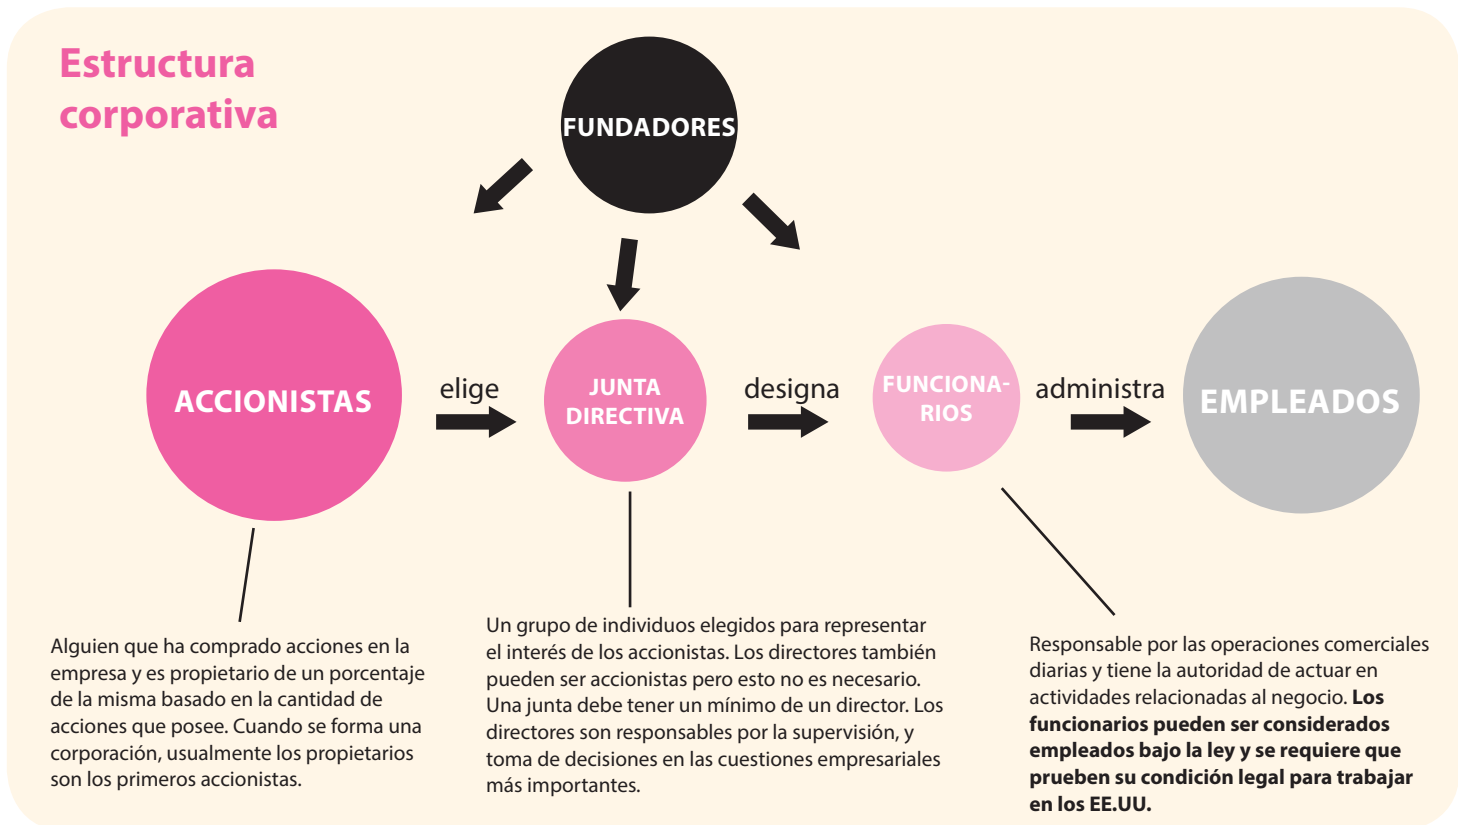 Estructura
corporativa
FUNDADORES
ACCIONISTAS
elige
JUNTA
DIRECTIVA
designa
FUNCIONA-
RIOS
administra
EMPLEADOS
Alguien que ha comprado acciones en la
empresa y es propietario de un porcentaje
de la misma basado en la cantidad de
acciones que posee. Cuando se forma una
corporación, usualmente los propietarios
son los primeros accionistas.
Un grupo de individuos elegidos para representar
el interés de los accionistas. Los directores también
pueden ser accionistas pero esto no es necesario.
Una junta debe tener un mínimo de un director. Los
directores son responsables por la supervisión, y
toma de decisiones en las cuestiones empresariales
más importantes.
Responsable por las operaciones comerciales
diarias y tiene la autoridad de actuar en
actividades relacionadas al negocio. Los
funcionarios pueden ser considerados
empleados bajo la ley y se requiere que
prueben su condición legal para trabajar
en los EE.UU.